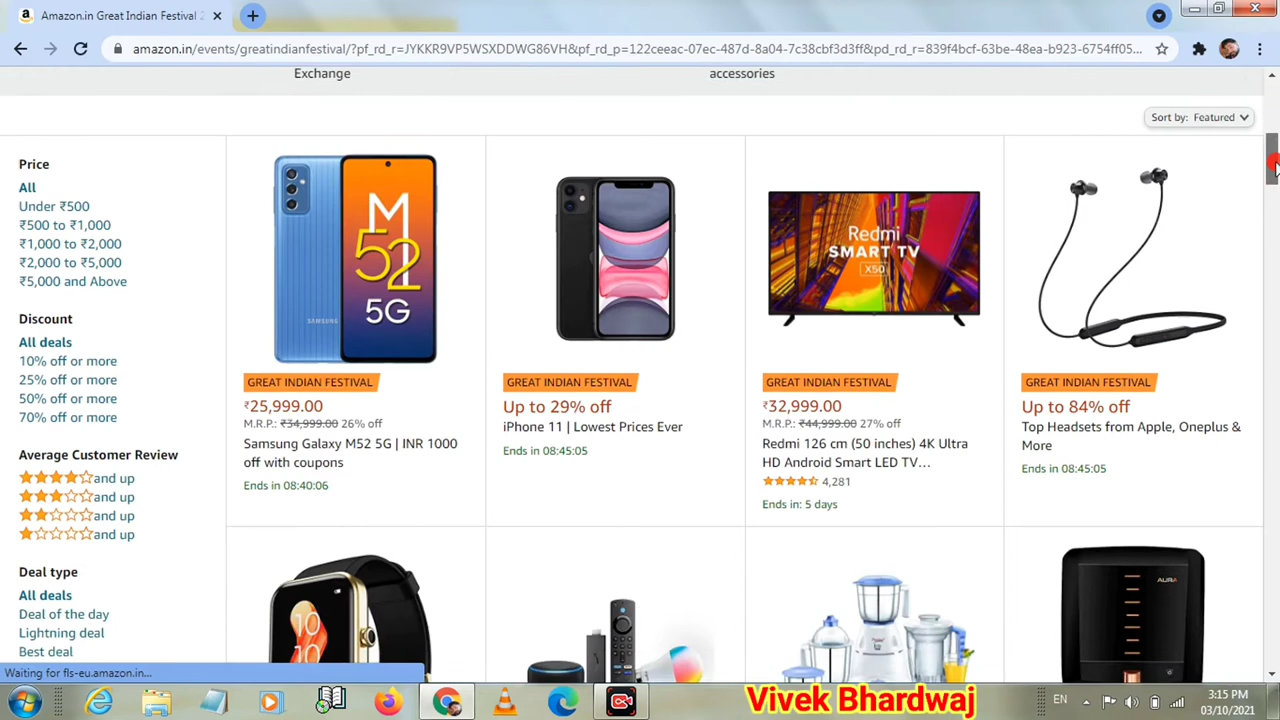 Amazon.in Great Indian Festival 2
amazon.in/events/greatindianfestival/?pf_rd_r=JYKKR9VP5WSXDDWG86VH&pf_rd_p=122ceeac-07ec-487d-8a04-7c38cbf3d3ff&pd_rd_r=839f4bcf-63be-48ea-b923-6754ff05...
Exchange
accessories
Sort by: Featured
Price
All
Under ₹500
₹500 to ₹1,000
₹1,000 to ₹2,000
₹2,000 to ₹5,000
₹5,000 and Above
Discount
All deals
10% off or more
25% off or more
50% off or more
70% off or more
Average Customer Review
and up
and up
and up
and up
Deal type
All deals
Deal of the day
Lightning deal
Best deal
M
52
5G
SAMSUNG
GREAT INDIAN FESTIVAL
₹25,999.00
M.R.P.: ₹34,999.00 26% off
Samsung Galaxy M52 5G | INR 1000
off with coupons
Ends in 08:40:06
GREAT INDIAN FESTIVAL
Up to 29% off
iPhone 11 | Lowest Prices Ever
Ends in 08:45:05
Redmi
SMART TV
X50
GREAT INDIAN FESTIVAL
₹32,999.00
M.R.P.: ₹44,999.00 27% off
Redmi 126 cm (50 inches) 4K Ultra
HD Android Smart LED TV…
4,281
Ends in: 5 days
GREAT INDIAN FESTIVAL
Up to 84% off
Top Headsets from Apple, Oneplus &
More
Ends in 08:45:05
10
10
AURA
Waiting for fls-eu.amazon.in...
Vivek Bhardwaj
EN
3:15 PM
03/10/2021